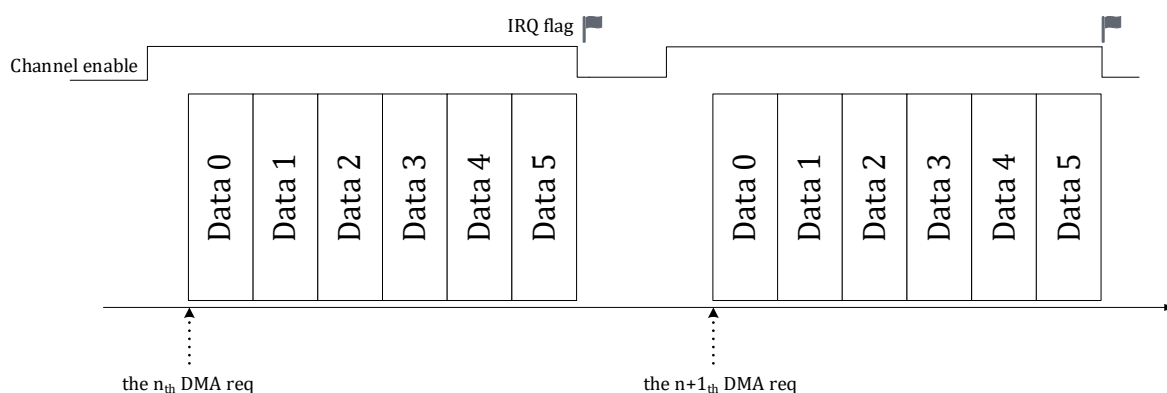 IRQ flag
Channel enable
Data 0
Data 1
Data 2
Data 3
Data 4
Data 5
Data 0
Data 1
Data 2
Data 3
Data 4
Data 5
the nth DMA req
the n+1th DMA req